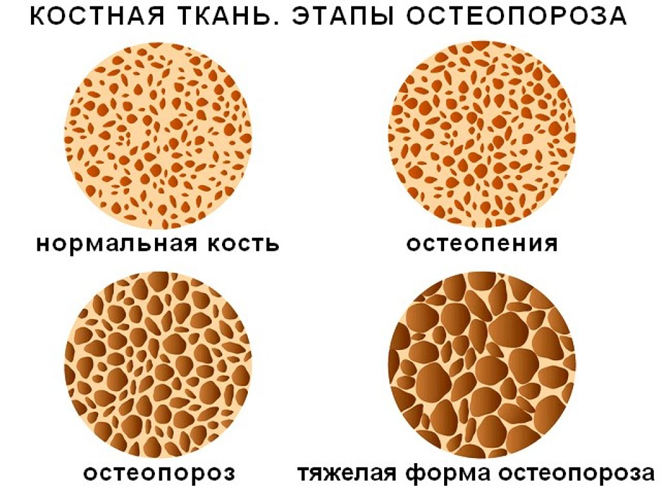 КОСТНАЯ ТКАНЬ. ЭТАПЫ ОСТЕОПОРОЗА
нормальная кость
остеопения
остеопороз
тяжелая форма остеопороза